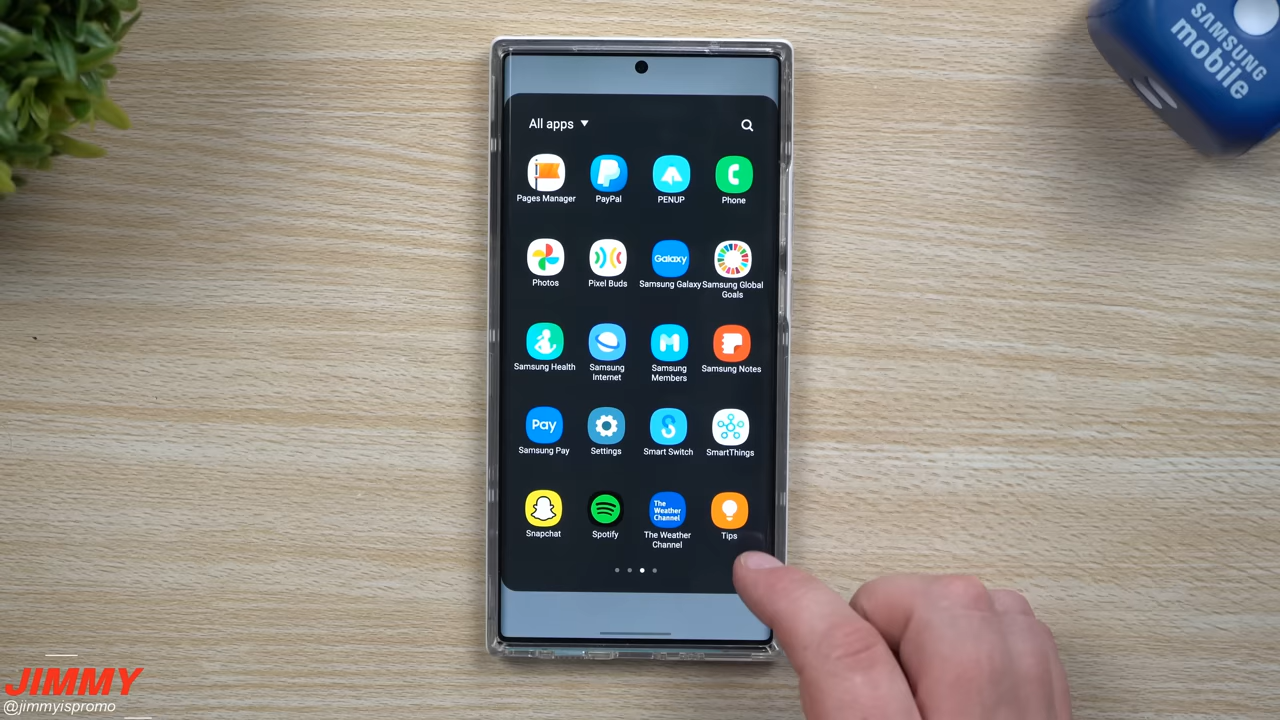 SAMSUNG
mobile
All apps
Pages Manager
PayPal
PENUP
Phone
Galaxy
Photos
Pixel Buds
Samsung Galaxy
Samsung Global
Goals
Samsung Health
Samsung
Internet
Samsung
Members
Samsung Notes
Pay
Samsung Pay
Settings
Smart Switch
SmartThings
The
Weather
Channel
Snapchat
Spotify
The Weather
Channel
Tips
JIMMY
@jimmyispromo